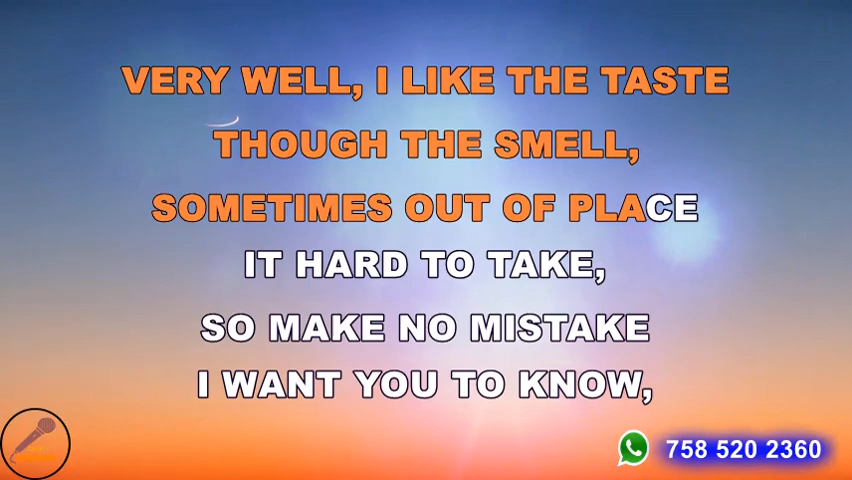 VERY WELL, I LIKE THE TASTE
THOUGH THE SMELL,
SOMETIMES OUT OF PLACE
IT HARD TO TAKE,
SO MAKE NO MISTAKE
I WANT YOU TO KNOW,
758 520 2360